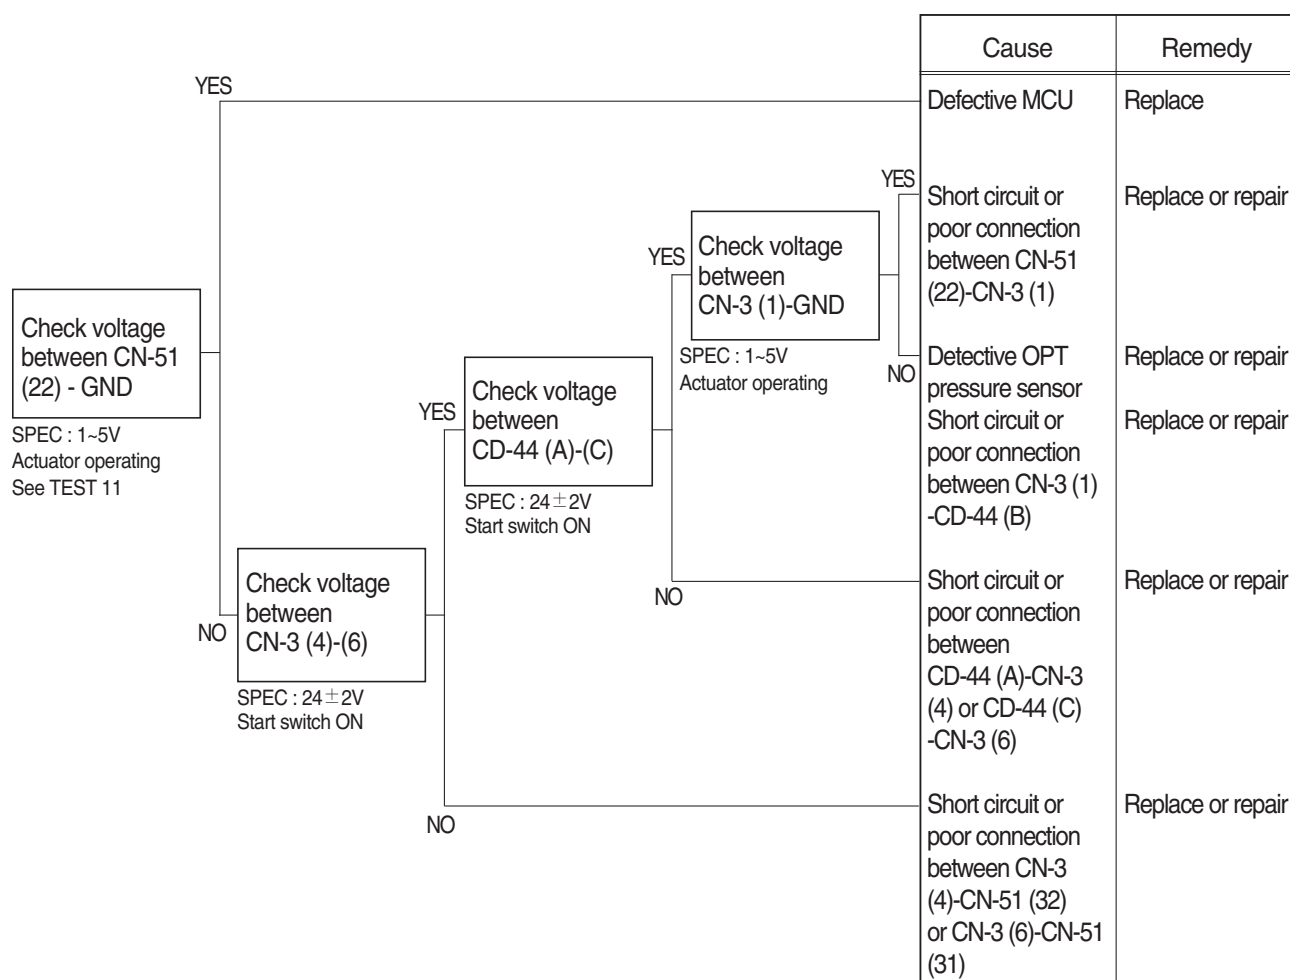 Cause
Remedy
YES
Defective MCU
Replace
YES
Short circuit or
poor connection
between CN-51
(22)-CN-3 (1)
Replace or repair
YES
Check voltage
between
CN-3 (1)-GND
SPEC : 1~5V
Actuator operating
NO
Detective OPT
pressure sensor
Replace or repair
Short circuit or
poor connection
between CN-3 (1)
-CD-44 (B)
Replace or repair
Check voltage
between CN-51
(22) - GND
SPEC : 1~5V
Actuator operating
See TEST 11
YES
Check voltage
between
CD-44 (A)-(C)
SPEC : 24±2V
Start switch ON
NO
Short circuit or
poor connection
between
CD-44 (A)-CN-3
(4) or CD-44 (C)
-CN-3 (6)
Replace or repair
NO
Check voltage
between
CN-3 (4)-(6)
SPEC : 24±2V
Start switch ON
NO
Short circuit or
poor connection
between CN-3
(4)-CN-51 (32)
or CN-3 (6)-CN-51
(31)
Replace or repair